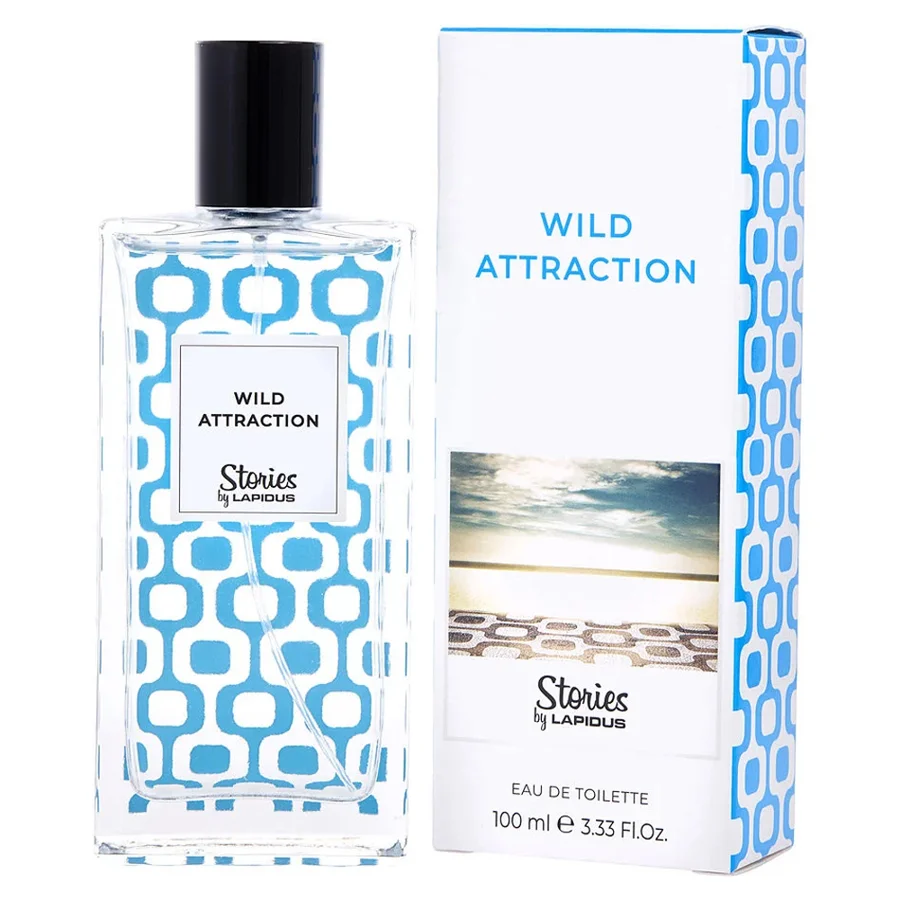 WILD
ATTRACTION
Stories
by LAPIDUS
WILD
ATTRACTION
Stories
by LAPIDUS
EAU DE TOILETTE
100 ml ℮ 3.33 Fl.Oz.